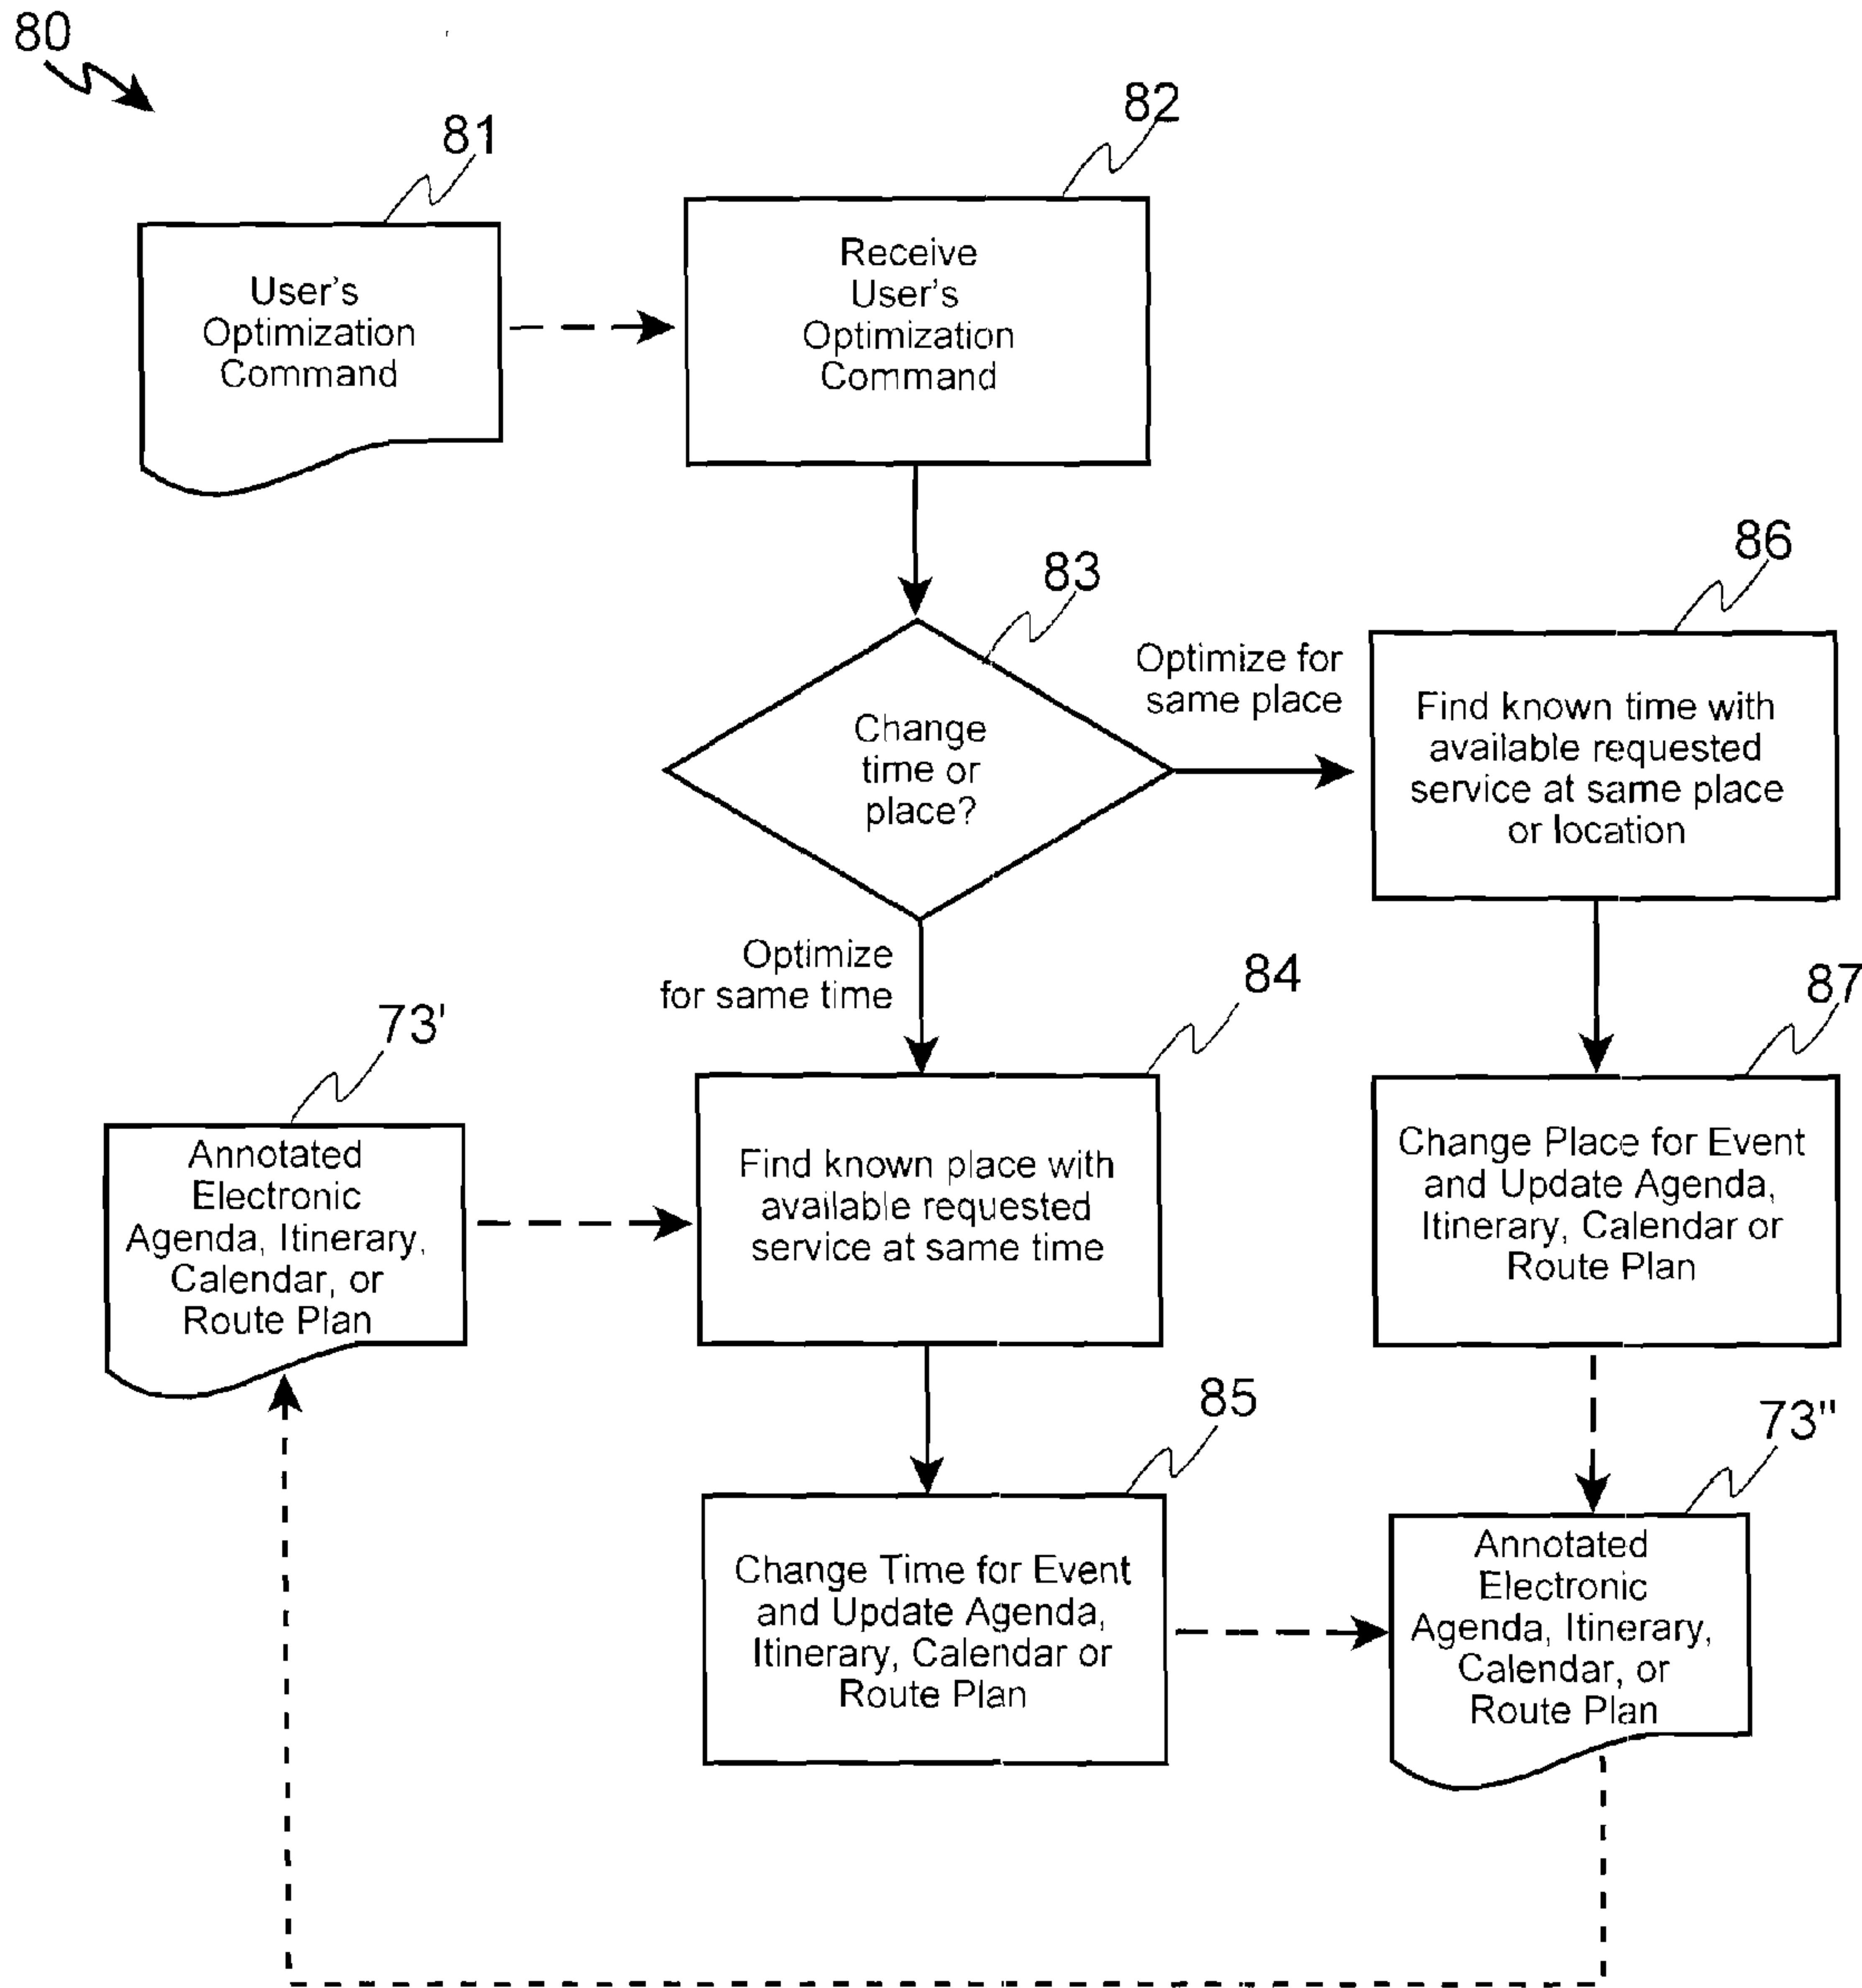 80
81
82
User's
Optimization
Command
Receive
User's
Optimization
Command
83
86
Change
time or
place?
Optimize for
same place
Find known time with
available requested
service at same place
or location
Optimize
for same time
84
87
73'
Annotated
Electronic
Agenda, Itinerary,
Calendar, or
Route Plan
Find known place with
available requested
service at same time
Change Place for Event
and Update Agenda,
Itinerary, Calendar or
Route Plan
85
73"
Change Time for Event
and Update Agenda,
Itinerary, Calendar or
Route Plan
Annotated
Electronic
Agenda, Itinerary,
Calendar, or
Route Plan